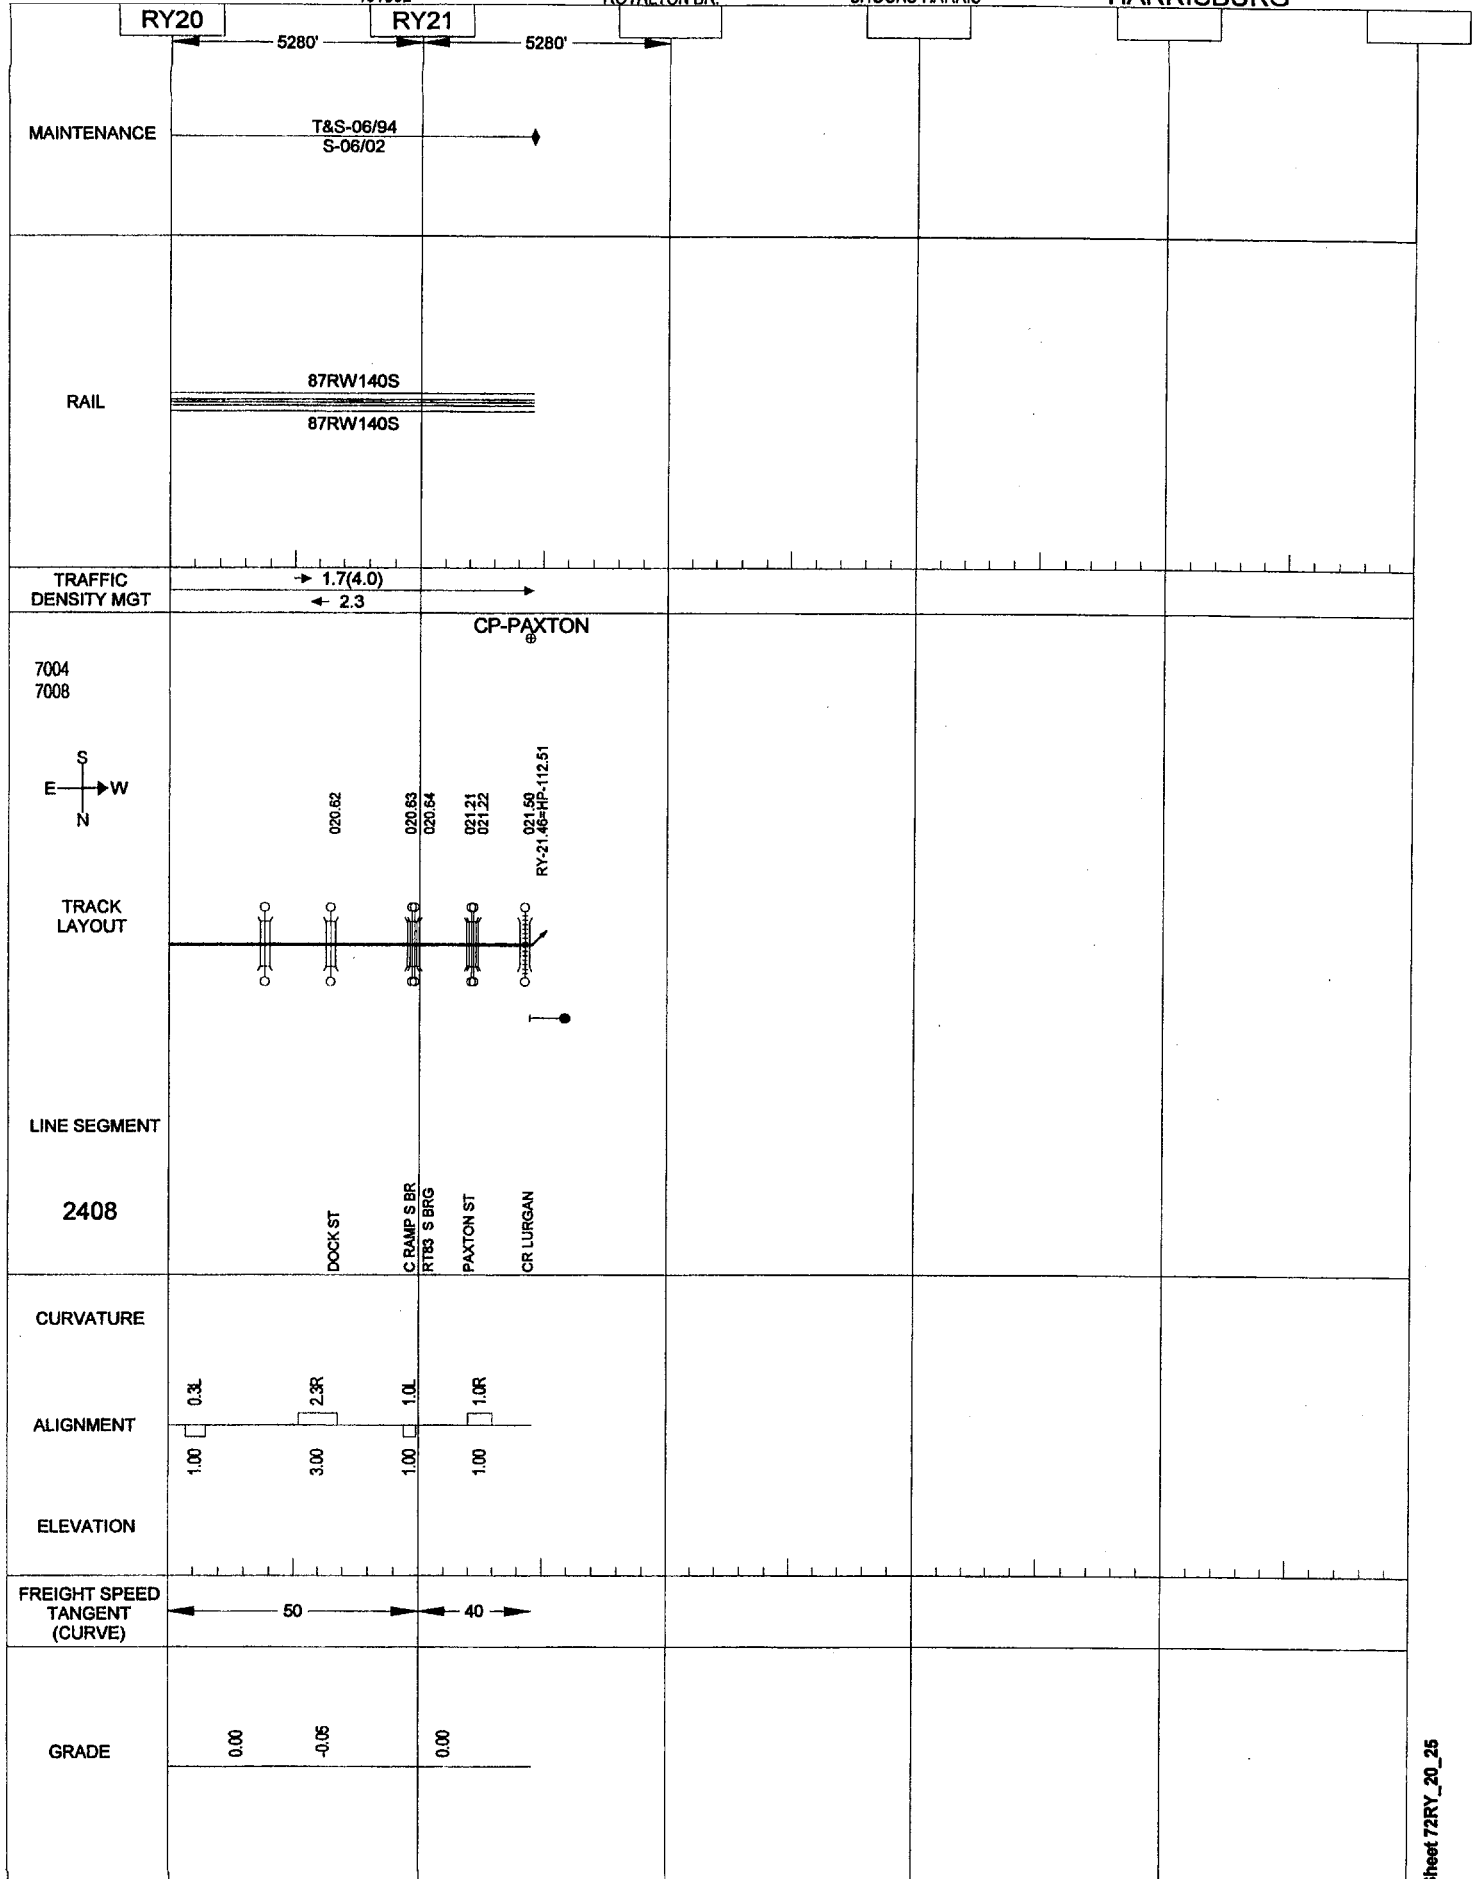 HARRISBURG
RY20
RY21
5280'
5280'
MAINTENANCE
T&S-06/94
S-06/02
RAIL
87RW140S
87RW140S
TRAFFIC
DENSITY MGT
1.7(4.0)
2.3
CP-PAXTON
7004
7008
S
E
W
N
020.62
020.63
020.64
021.21
021.22
021.50
RY-21.46=HP-112.51
TRACK
LAYOUT
LINE SEGMENT
2408
DOCK ST
C RAMP S BR
RT83 S BRG
PAXTON ST
CR LURGAN
CURVATURE
0.3L
2.3R
1.0L
1.0R
ALIGNMENT
1.00
3.00
1.00
1.00
ELEVATION
FREIGHT SPEED
TANGENT
(CURVE)
50
40
GRADE
0.00
-0.05
0.00
Sheet 72RY_20_25